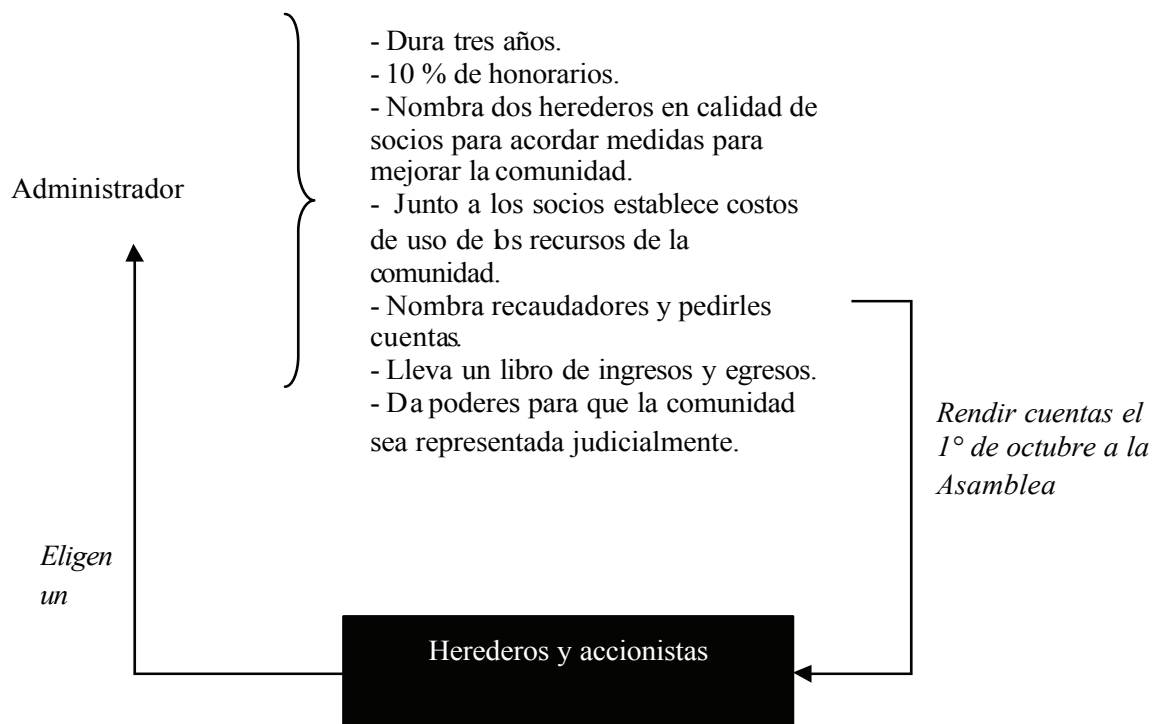 Administrador
- Dura tres años.
- 10 % de honorarios.
- Nombra dos herederos en calidad de
socios para acordar medidas para
mejorar la comunidad.
- Junto a los socios establece costos
de uso de los recursos de la
comunidad.
- Nombra recaudadores y pedirles
cuentas.
- Lleva un libro de ingresos y egresos.
- Da poderes para que la comunidad
sea representada judicialmente.
Rendir cuentas el
1° de octubre a la
Asamblea
Eligen
un
Herederos y accionistas